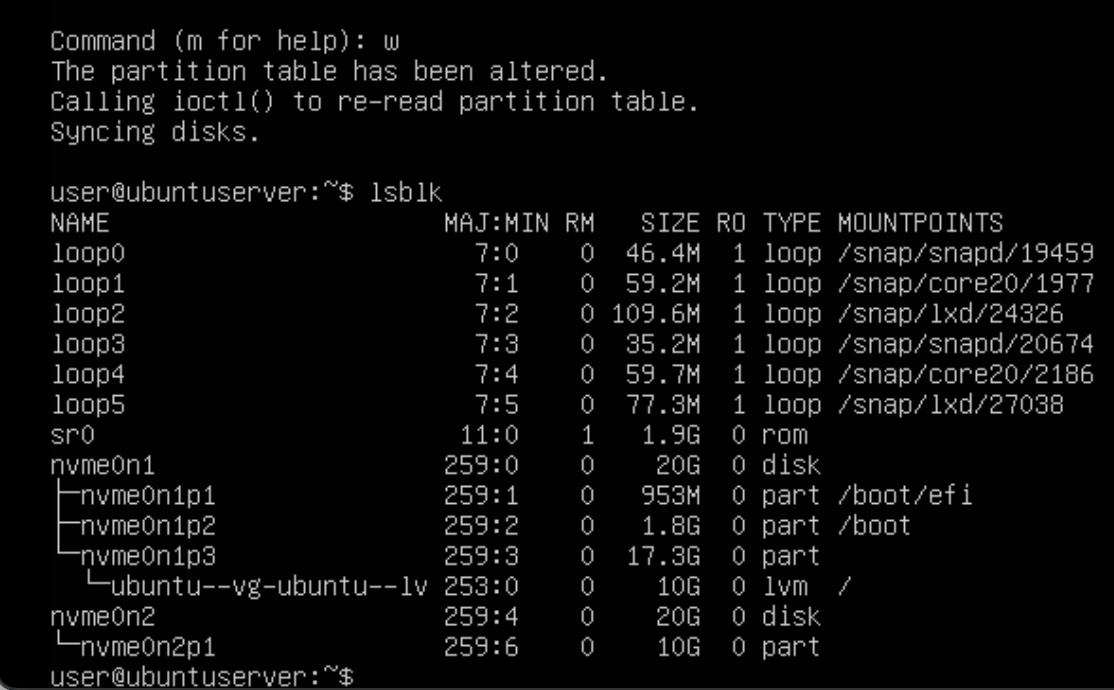 Command (m for help): w
The partition table has been altered.
Calling ioctl() to re-read partition table.
Syncing disks.

user@ubuntuserver:~$ lsblk
NAME                      MAJ:MIN RM   SIZE RO TYPE MOUNTPOINTS
loop0                       7:0    0  46.4M  1 loop /snap/snapd/19459
loop1                       7:1    0  59.2M  1 loop /snap/core20/1977
loop2                       7:2    0 109.6M  1 loop /snap/lxd/24326
loop3                       7:3    0  35.2M  1 loop /snap/snapd/20674
loop4                       7:4    0  59.7M  1 loop /snap/core20/2186
loop5                       7:5    0  77.3M  1 loop /snap/lxd/27038
sr0                        11:0    1   1.9G  0 rom
nvme0n1                   259:0    0    20G  0 disk
├─nvme0n1p1               259:1    0   953M  0 part /boot/efi
├─nvme0n1p2               259:2    0   1.8G  0 part /boot
└─nvme0n1p3               259:3    0  17.3G  0 part
  └─ubuntu--vg-ubuntu--lv 253:0    0    10G  0 lvm  /
nvme0n2                   259:4    0    20G  0 disk
└─nvme0n2p1               259:6    0    10G  0 part
user@ubuntuserver:~$